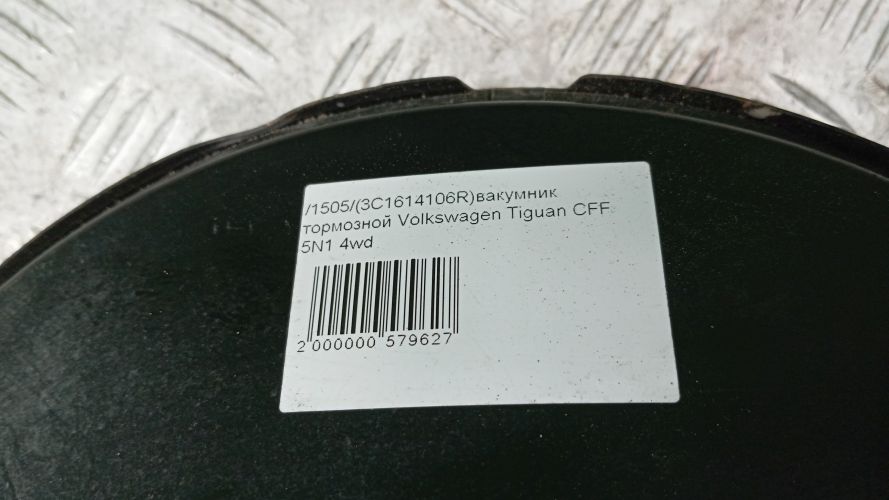 /1505/(3C1614106R)вакумник
тормозной Volkswagen Tiguan CFF
5N1 4wd
2 000000 579627